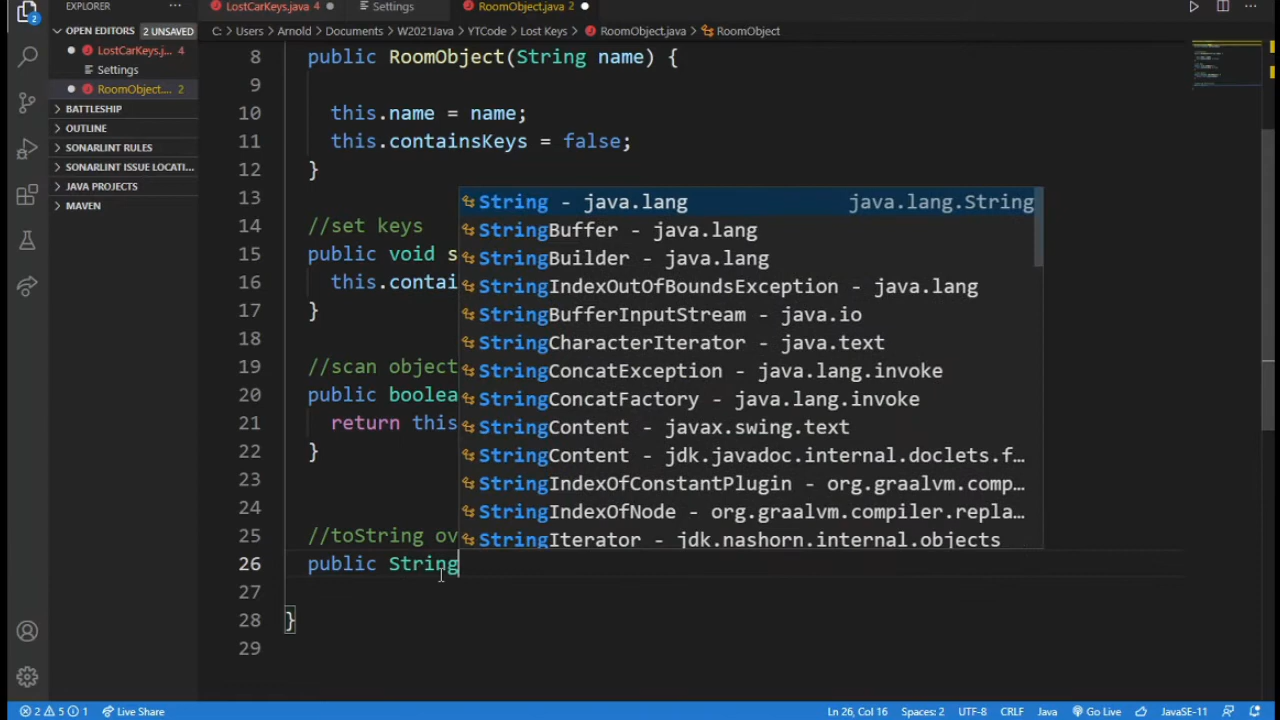 EXPLORER
LostCarKeys.java 4
Settings
RoomObject.java 2
OPEN EDITORS 2 UNSAVED
C: > Users > Arnold > Documents > W2021Java > YTCode > Lost Keys > RoomObject.java > RoomObject
LostCarKeys.j... 4
Settings
RoomObject.... 2
BATTLESHIP
OUTLINE
SONARLINT RULES
SONARLINT ISSUE LOCATI...
JAVA PROJECTS
MAVEN
2
8 public RoomObject(String name) {
9
10 this.name = name;
11 this.containsKeys = false;
12 }
13
14 //set keys
15 public void s
16 this.contai
17 }
18
19 //scan object
20 public boolea
21 return this
22 }
23
24
25 //toString ov
26 public String
27
28 }
29
String - java.lang java.lang.String
StringBuffer - java.lang
StringBuilder - java.lang
StringIndexOutOfBoundsException - java.lang
StringBufferInputStream - java.io
StringCharacterIterator - java.text
StringConcatException - java.lang.invoke
StringConcatFactory - java.lang.invoke
StringContent - javax.swing.text
StringContent - jdk.javadoc.internal.doclets.f...
StringIndexOfConstantPlugin - org.graalvm.comp...
StringIndexOfNode - org.graalvm.compiler.repla...
StringIterator - jdk.nashorn.internal.objects
2 5 1 Live Share Ln 26, Col 16 Spaces: 2 UTF-8 CRLF Java Go Live JavaSE-11